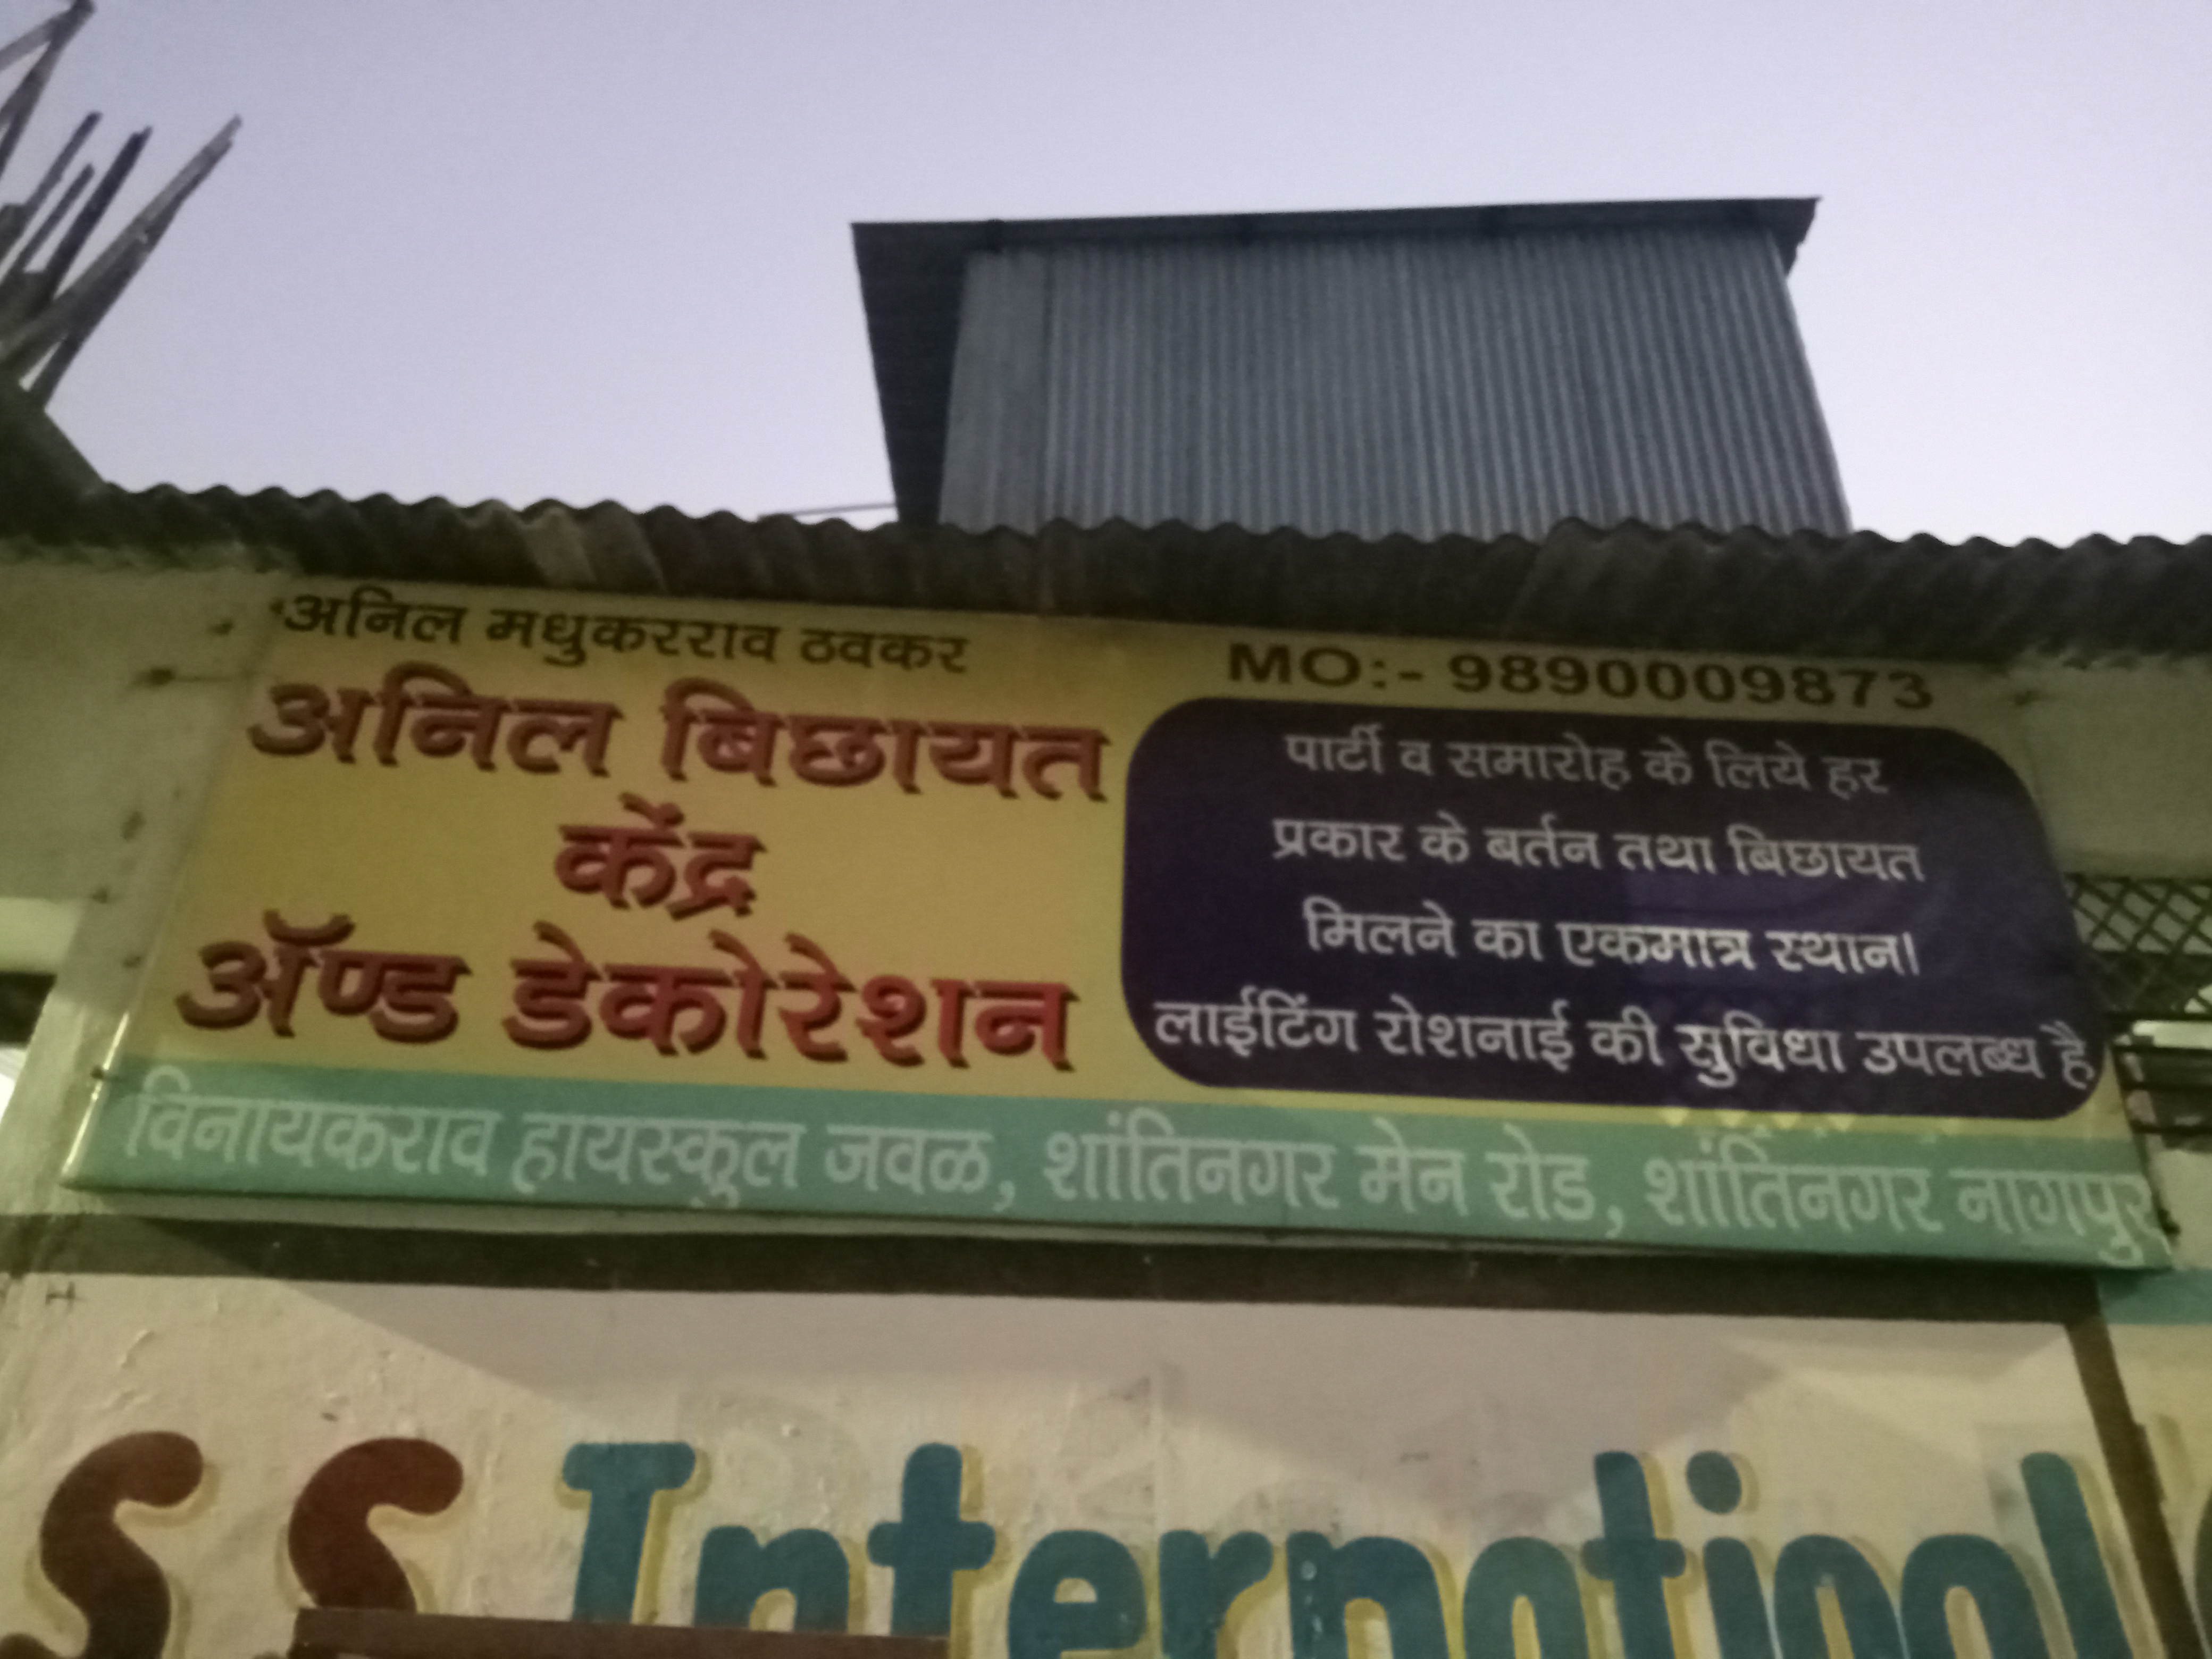 अनिल मधुकरराव ठवकर
MO:- 9890009873
अनिल बिछायत
केंद्र
ॲण्ड डेकोरेशन
पार्टी व समारोह के लिये हर
प्रकार के बर्तन तथा बिछायत
मिलने का एकमात्र स्थान।
लाईटिंग रोशनाई की सुविधा उपलब्ध है
विनायकराव हायस्कुल जवळ, शांतिनगर मेन रोड, शांतिनगर नागपुर
S S International